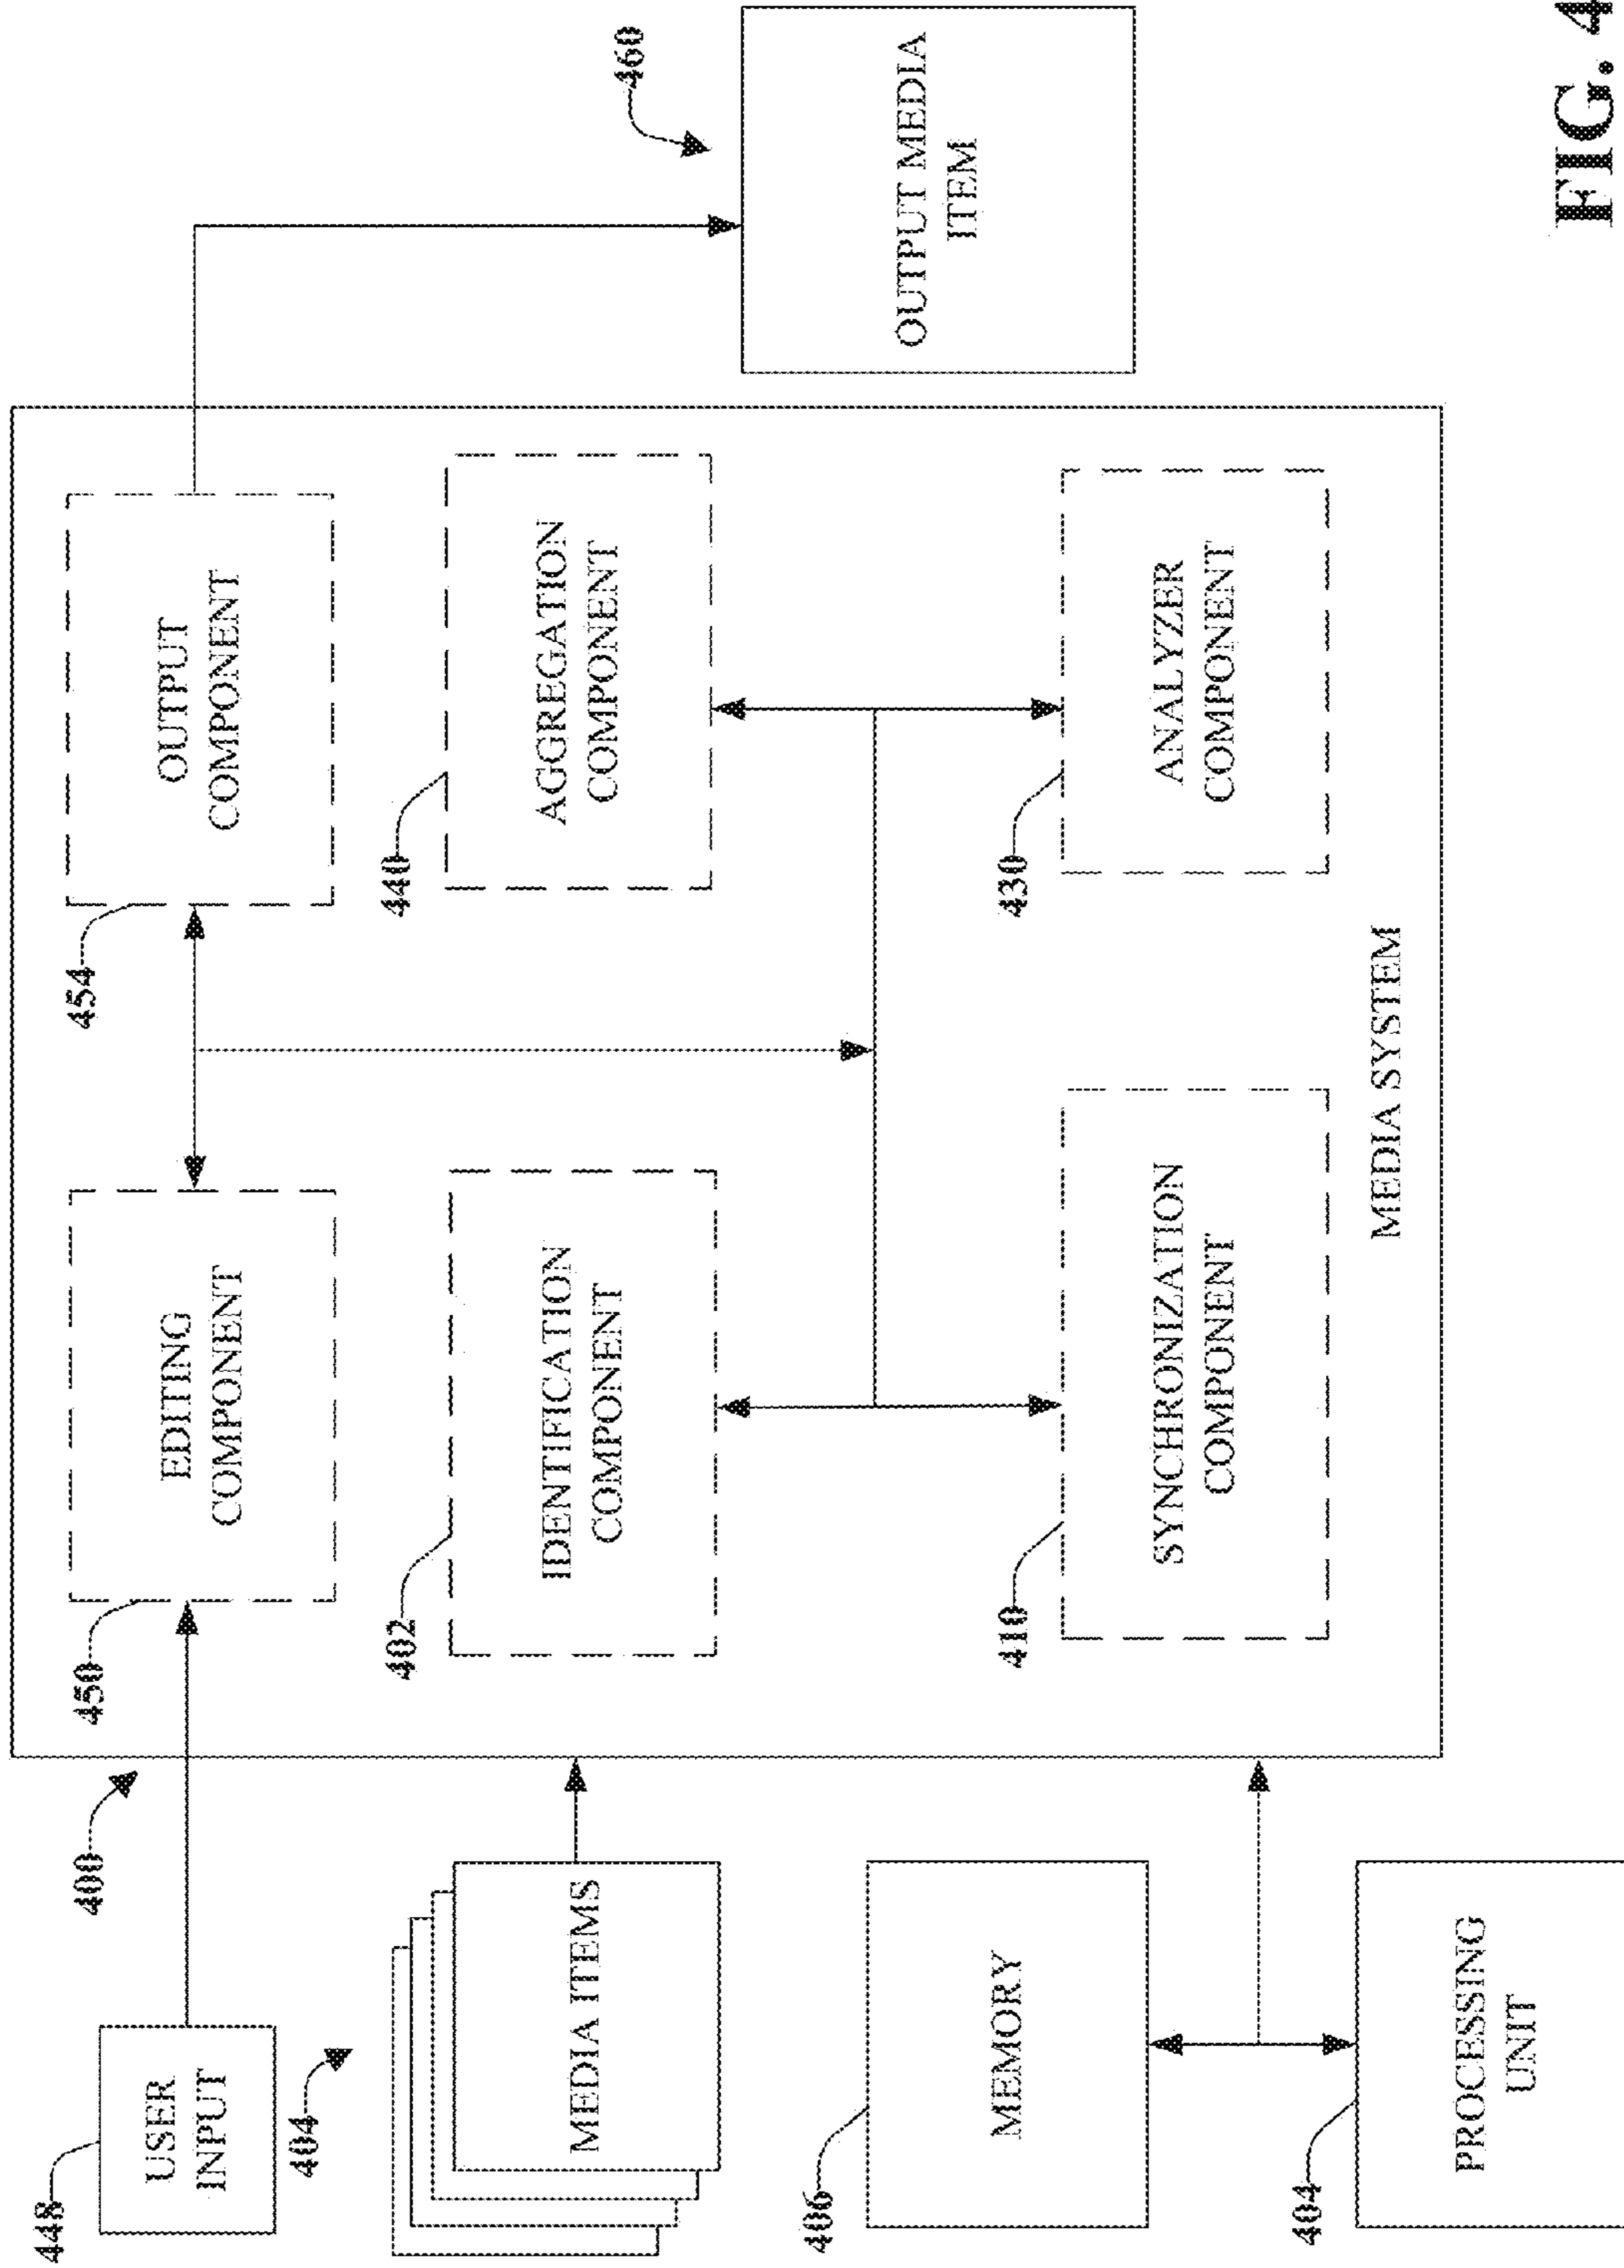 448
USER
INPUT
400
450
EDITING
COMPONENT
454
OUTPUT
COMPONENT
404
MEDIA ITEMS
402
IDENTIFICATION
COMPONENT
440
AGGREGATION
COMPONENT
460
OUTPUT MEDIA
ITEM
406
MEMORY
410
SYNCHRONIZATION
COMPONENT
430
ANALYZER
COMPONENT
404
PROCESSING
UNIT
MEDIA SYSTEM
FIG. 4